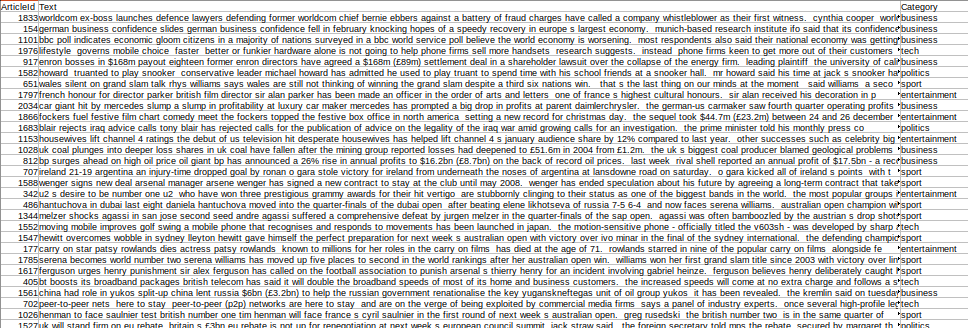 ArticleId Text Category
1833 worldcom ex-boss launches defence lawyers defending former worldcom chief bernie ebbers against a battery of fraud charges have called a company whistleblower as their first witness. cynthia cooper worl business
154 german business confidence slides german business confidence fell in february knocking hopes of a speedy recovery in europe s largest economy. munich-based research institute ifo said that its confidence business
1101 bbc poll indicates economic gloom citizens in a majority of nations surveyed in a bbc world service poll believe the world economy is worsening. most respondents also said their national economy was getting business
1976 lifestyle governs mobile choice faster better or funkier hardware alone is not going to help phone firms sell more handsets research suggests. instead phone firms keen to get more out of their customers tech
917 enron bosses in $168m payout eighteen former enron directors have agreed a $168m (£89m) settlement deal in a shareholder lawsuit over the collapse of the energy firm. leading plaintiff the university of cali business
1582 howard truanted to play snooker conservative leader michael howard has admitted he used to play truant to spend time with his school friends at a snooker hall. mr howard said his time at jack s snooker ha politics
651 wales silent on grand slam talk rhys williams says wales are still not thinking of winning the grand slam despite a third six nations win. that s the last thing on our minds at the moment said williams a seco sport
1797 french honour for director parker british film director sir alan parker has been made an officer in the order of arts and letters one of france s highest cultural honours. sir alan received his decoration in p entertainment
2034 car giant hit by mercedes slump a slump in profitability at luxury car maker mercedes has prompted a big drop in profits at parent daimlerchrysler. the german-us carmaker saw fourth quarter operating profits business
1866 fockers fuel festive film chart comedy meet the fockers topped the festive box office in north america setting a new record for christmas day. the sequel took $44.7m (£23.2m) between 24 and 26 december entertainment
1683 blair rejects iraq advice calls tony blair has rejected calls for the publication of advice on the legality of the iraq war amid growing calls for an investigation. the prime minister told his monthly press co politics
1153 housewives lift channel 4 ratings the debut of us television hit desperate housewives has helped lift channel 4 s january audience share by 12% compared to last year. other successes such as celebrity big entertainment
1028 uk coal plunges into deeper loss shares in uk coal have fallen after the mining group reported losses had deepened to £51.6m in 2004 from £1.2m. the uk s biggest coal producer blamed geological problems business
812 bp surges ahead on high oil price oil giant bp has announced a 26% rise in annual profits to $16.2bn (£8.7bn) on the back of record oil prices. last week rival shell reported an annual profit of $17.5bn - a rec business
707 ireland 21-19 argentina an injury-time dropped goal by ronan o gara stole victory for ireland from underneath the noses of argentina at lansdowne road on saturday. o gara kicked all of ireland s points with t sport
1588 wenger signs new deal arsenal manager arsene wenger has signed a new contract to stay at the club until may 2008. wenger has ended speculation about his future by agreeing a long-term contract that take sport
342 u2 s desire to be number one u2 who have won three prestigious grammy awards for their hit vertigo are stubbornly clinging to their status as one of the biggest bands in the world. the most popular groups entertainment
486 hantuchova in dubai last eight daniela hantuchova moved into the quarter-finals of the dubai open after beating elene likhotseva of russia 7-5 6-4 and now faces serena williams. australian open champion w sport
1344 melzer shocks agassi in san jose second seed andre agassi suffered a comprehensive defeat by jurgen melzer in the quarter-finals of the sap open. agassi was often bamboozled by the austrian s drop shot sport
1552 moving mobile improves golf swing a mobile phone that recognises and responds to movements has been launched in japan. the motion-sensitive phone - officially titled the v603sh - was developed by sharp tech
1547 hewitt overcomes wobble in sydney lleyton hewitt gave himself the perfect preparation for next week s australian open with victory over ivo minar in the final of the sydney international. the defending champi sport
177 carry on star patsy rowlands dies actress patsy rowlands known to millions for her roles in the carry on films has died at the age of 71. rowlands starred in nine of the popular carry on films alongside fe entertainment
1785 serena becomes world number two serena williams has moved up five places to second in the world rankings after her australian open win. williams won her first grand slam title since 2003 with victory over lin sport
1617 ferguson urges henry punishment sir alex ferguson has called on the football association to punish arsenal s thierry henry for an incident involving gabriel heinze. ferguson believes henry deliberately caught sport
405 bt boosts its broadband packages british telecom has said it will double the broadband speeds of most of its home and business customers. the increased speeds will come at no extra charge and follows a s tech
1561 china had role in yukos split-up china lent russia $6bn (£3.2bn) to help the russian government renationalise the key yuganskneftegas unit of oil group yukos it has been revealed. the kremlin said on tuesda business
702 peer-to-peer nets here to stay peer-to-peer (p2p) networks are here to stay and are on the verge of being exploited by commercial media firms says a panel of industry experts. once several high-profile le tech
1026 henman to face saulnier test british number one tim henman will face france s cyril saulnier in the first round of next week s australian open. greg rusedski the british number two is in the same quarter of sport
1527 uk will stand firm on eu rebate britain s £3bn eu rebate is not up for renegotiation at next week s european council summit jack straw said. the foreign secretary told mps the rebate secured by margaret th politics